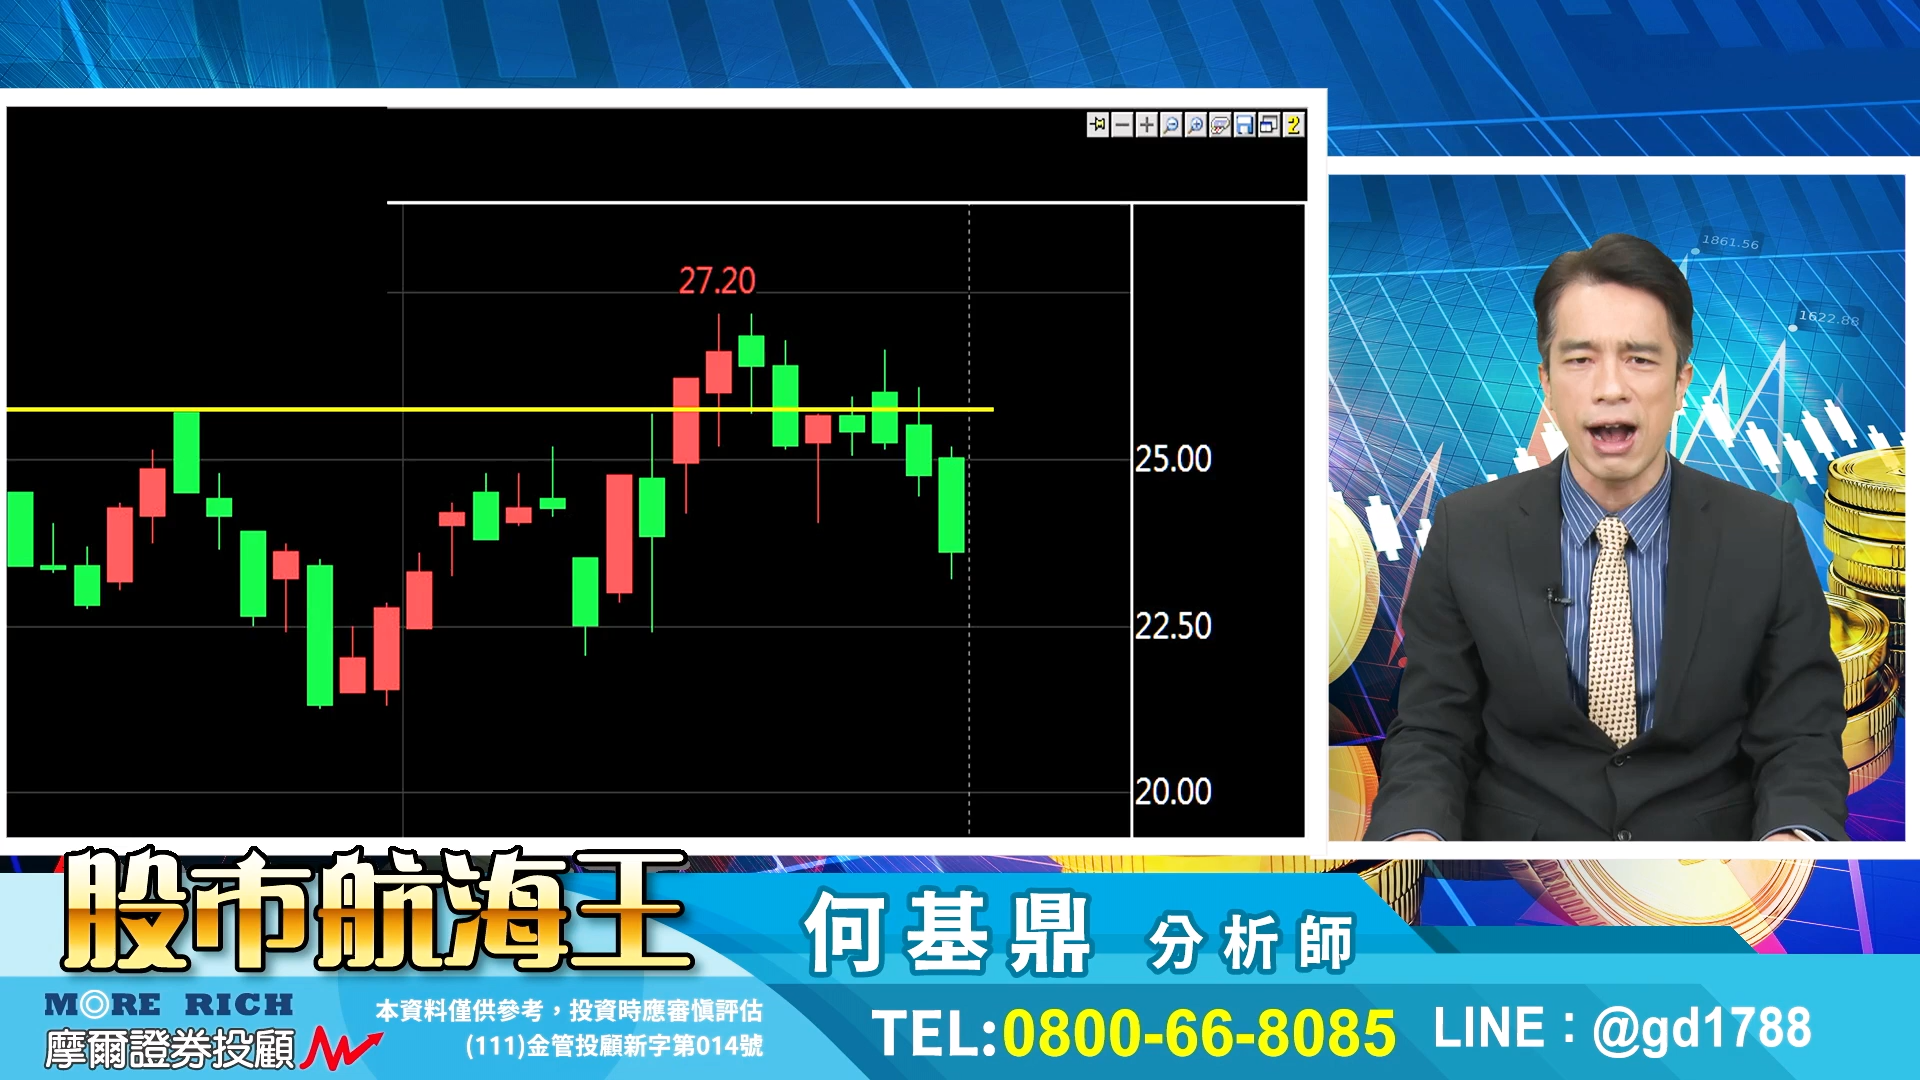 27.20
25.00
22.50
20.00
1861.56
1622.88
股市航海王
何基鼎 分析師
MORE RICH
摩爾證券投顧
本資料僅供參考，投資時應審慎評估
(111)金管投顧新字第014號
TEL:0800-66-8085
LINE：@gd1788